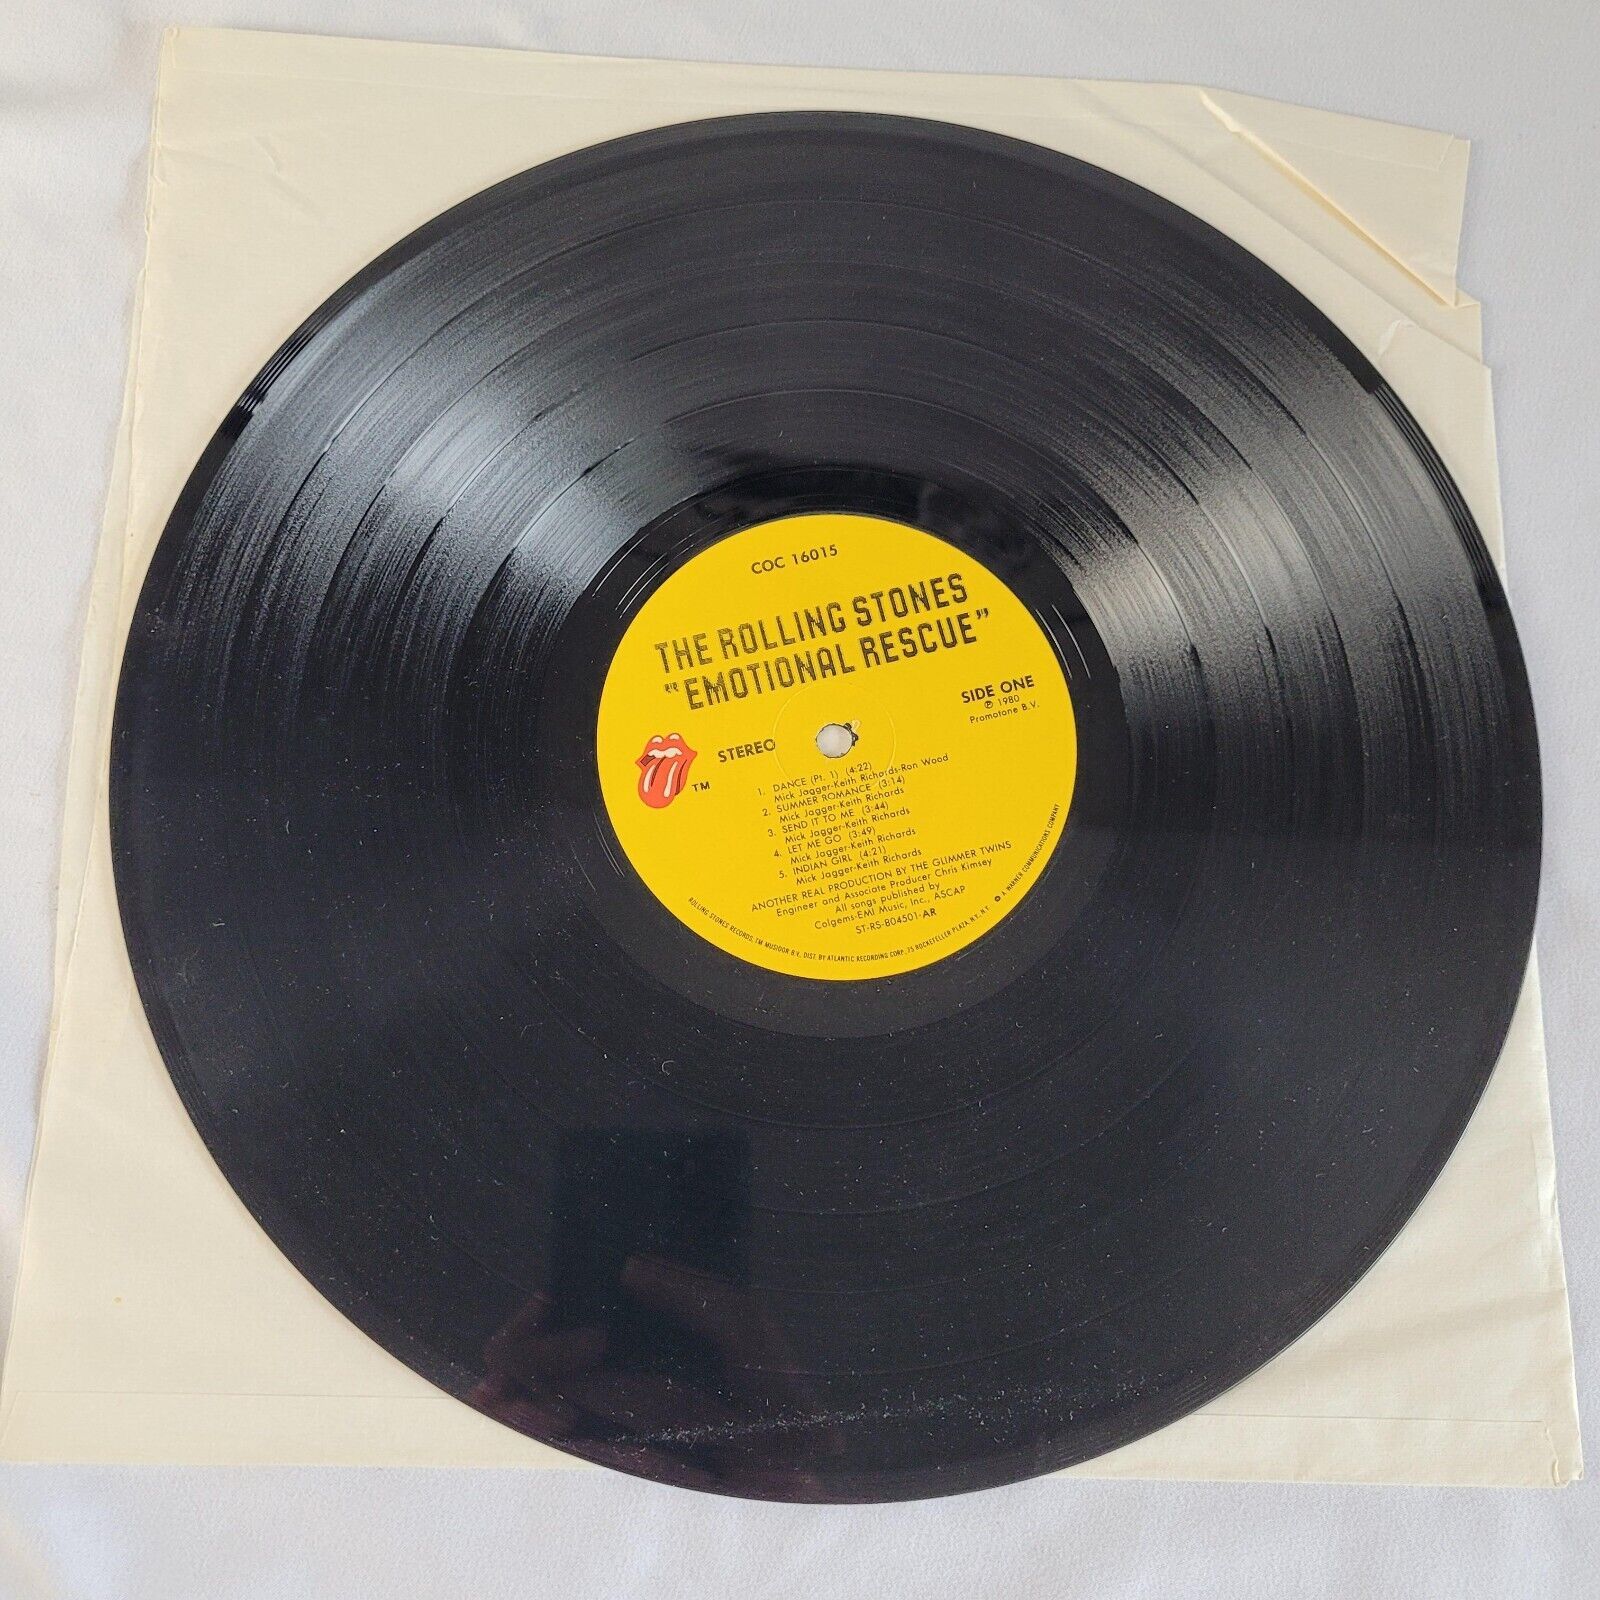 COC 16015
THE ROLLING STONES
"EMOTIONAL RESCUE"
SIDE ONE
℗ 1980
Promotone B.V.
STEREO
TM
1. DANCE (Pt. 1) (4:22)
Mick Jagger-Keith Richards-Ron Wood
2. SUMMER ROMANCE (3:14)
Mick Jagger-Keith Richards
3. SEND IT TO ME (3:44)
Mick Jagger-Keith Richards
4. LET ME GO (3:49)
Mick Jagger-Keith Richards
5. INDIAN GIRL (4:21)
Mick Jagger-Keith Richards
ANOTHER REAL PRODUCTION BY THE GLIMMER TWINS
Engineer and Associate Producer Chris Kimsey
All songs published by
Colgems-EMI Music, Inc., ASCAP
ST-RS-804501-AR
ROLLING STONES RECORDS, TM MUSIDOR B.V. DIST. BY ATLANTIC RECORDING CORP., 75 ROCKEFELLER PLAZA, N.Y., N.Y. A WARNER COMMUNICATIONS COMPANY